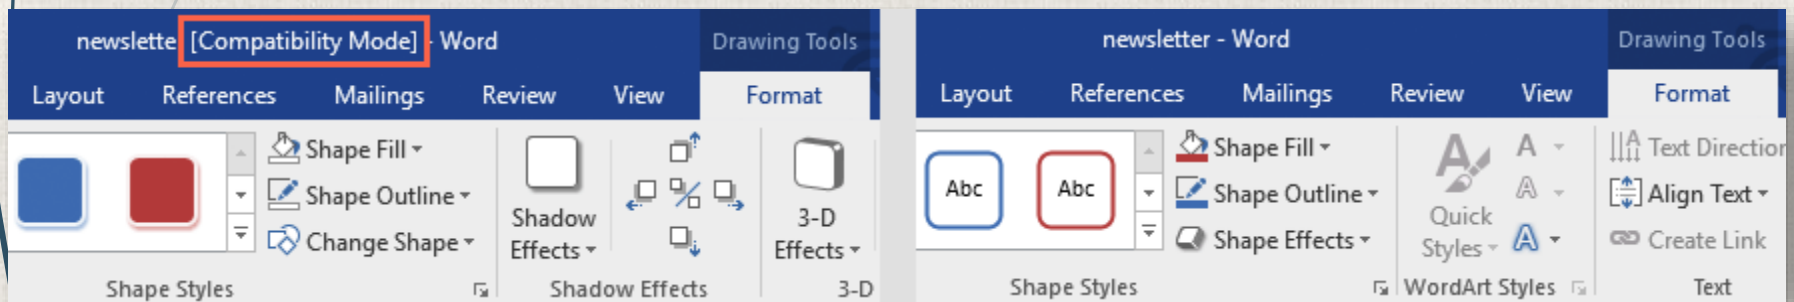 newslette [Compatibility Mode] - Word
Drawing Tools
Layout References Mailings Review View Format
Shape Fill
Shape Outline
Change Shape
Shadow
Effects
3-D
Effects
Shape Styles
Shadow Effects
3-D
newsletter - Word
Drawing Tools
Layout References Mailings Review View Format
Abc Abc
Shape Fill
Shape Outline
Shape Effects
A
Quick
Styles
A
A
A
Text Direction
Align Text
Create Link
Shape Styles
WordArt Styles
Text